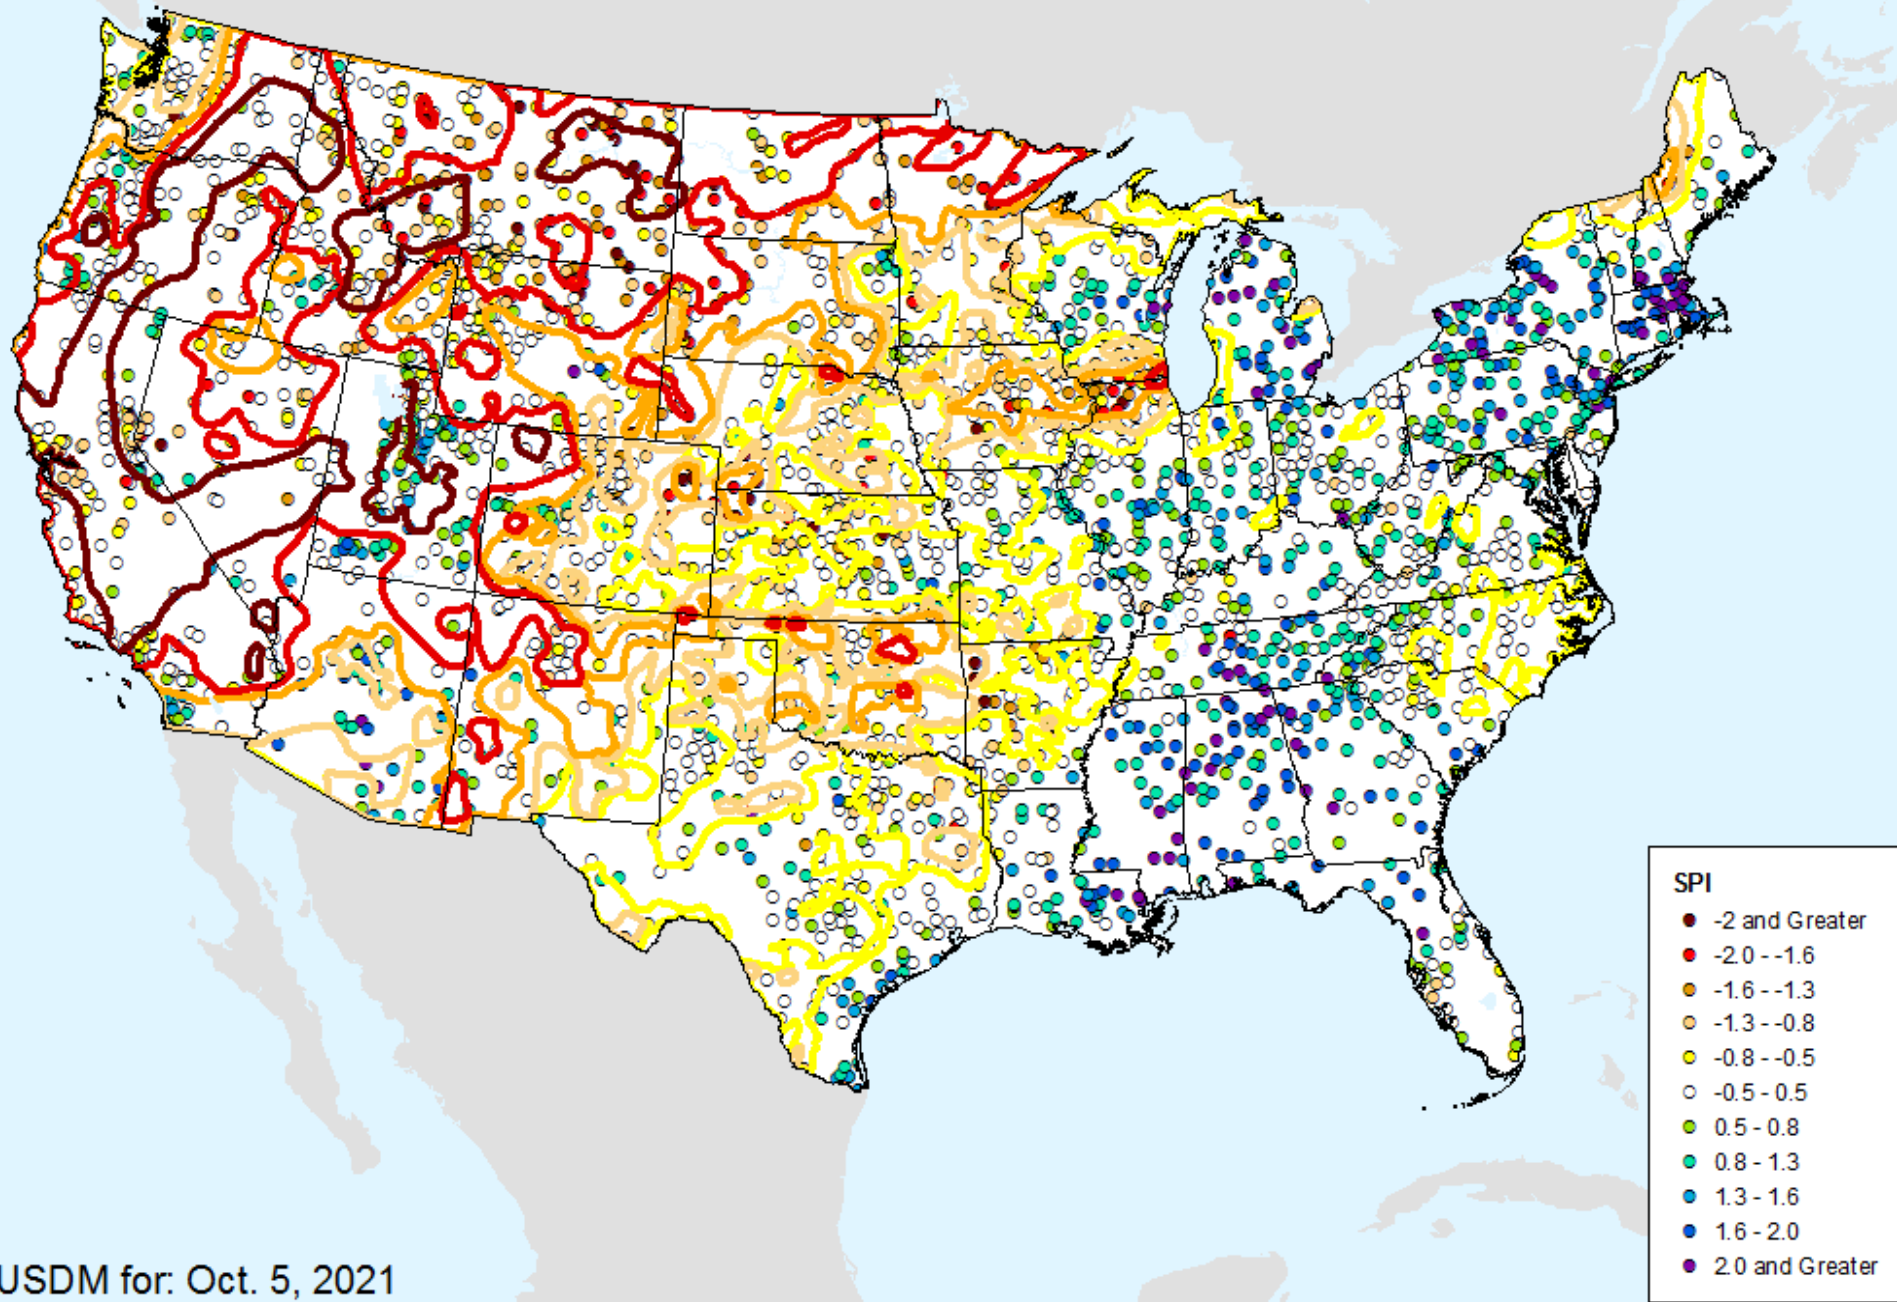 SPI
-2 and Greater
-2.0 - -1.6
-1.6 - -1.3
-1.3 - -0.8
-0.8 - -0.5
-0.5 - 0.5
0.5 - 0.8
0.8 - 1.3
1.3 - 1.6
1.6 - 2.0
2.0 and Greater
USDM for: Oct. 5, 2021